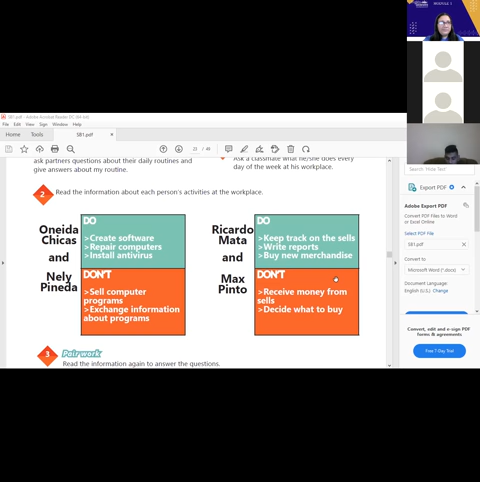 MODULE 1
SB1.pdf - Adobe Acrobat Reader DC (64-bit)
File Edit View Sign Window Help
Home Tools SB1.pdf ×
22 / 49
ask partners questions about their daily routines and
give answers about my routine.
Ask a classmate what he/she does every
day of the week at his workplace.
2 Read the information about each person's activities at the workplace.
Oneida
Chicas
and
Nely
Pineda
DO
>Create software
>Repair computers
>Install antivirus
DON'T
>Sell computer
programs
>Exchange information
about programs
Ricardo
Mata
and
Max
Pinto
DO
>Keep track on the sells
>Write reports
>Buy new merchandise
DON'T
>Receive money from
sells
>Decide what to buy
3 Pairwork
Read the information again to answer the questions.
Search 'Hide Text'
Export PDF
Adobe Export PDF
Convert PDF Files to Word
or Excel Online
Select PDF File
SB1.pdf ×
Convert to
Microsoft Word (*.docx)
Document Language:
English (U.S.) Change
Convert, edit and e-sign PDF
forms & agreements
Free 7-Day Trial